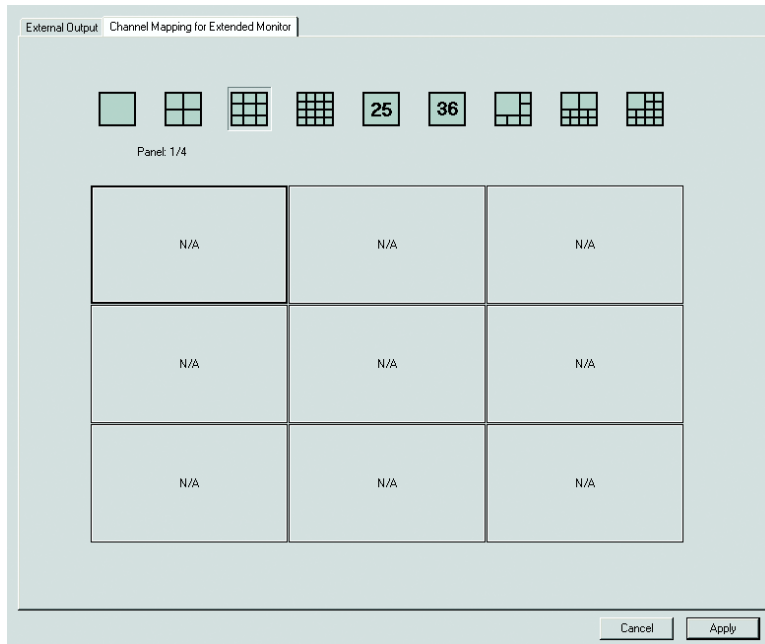 External Output Channel Mapping for Extended Monitor
25 36
Panel: 1/4
N/A N/A N/A
N/A N/A N/A
N/A N/A N/A
Cancel Apply